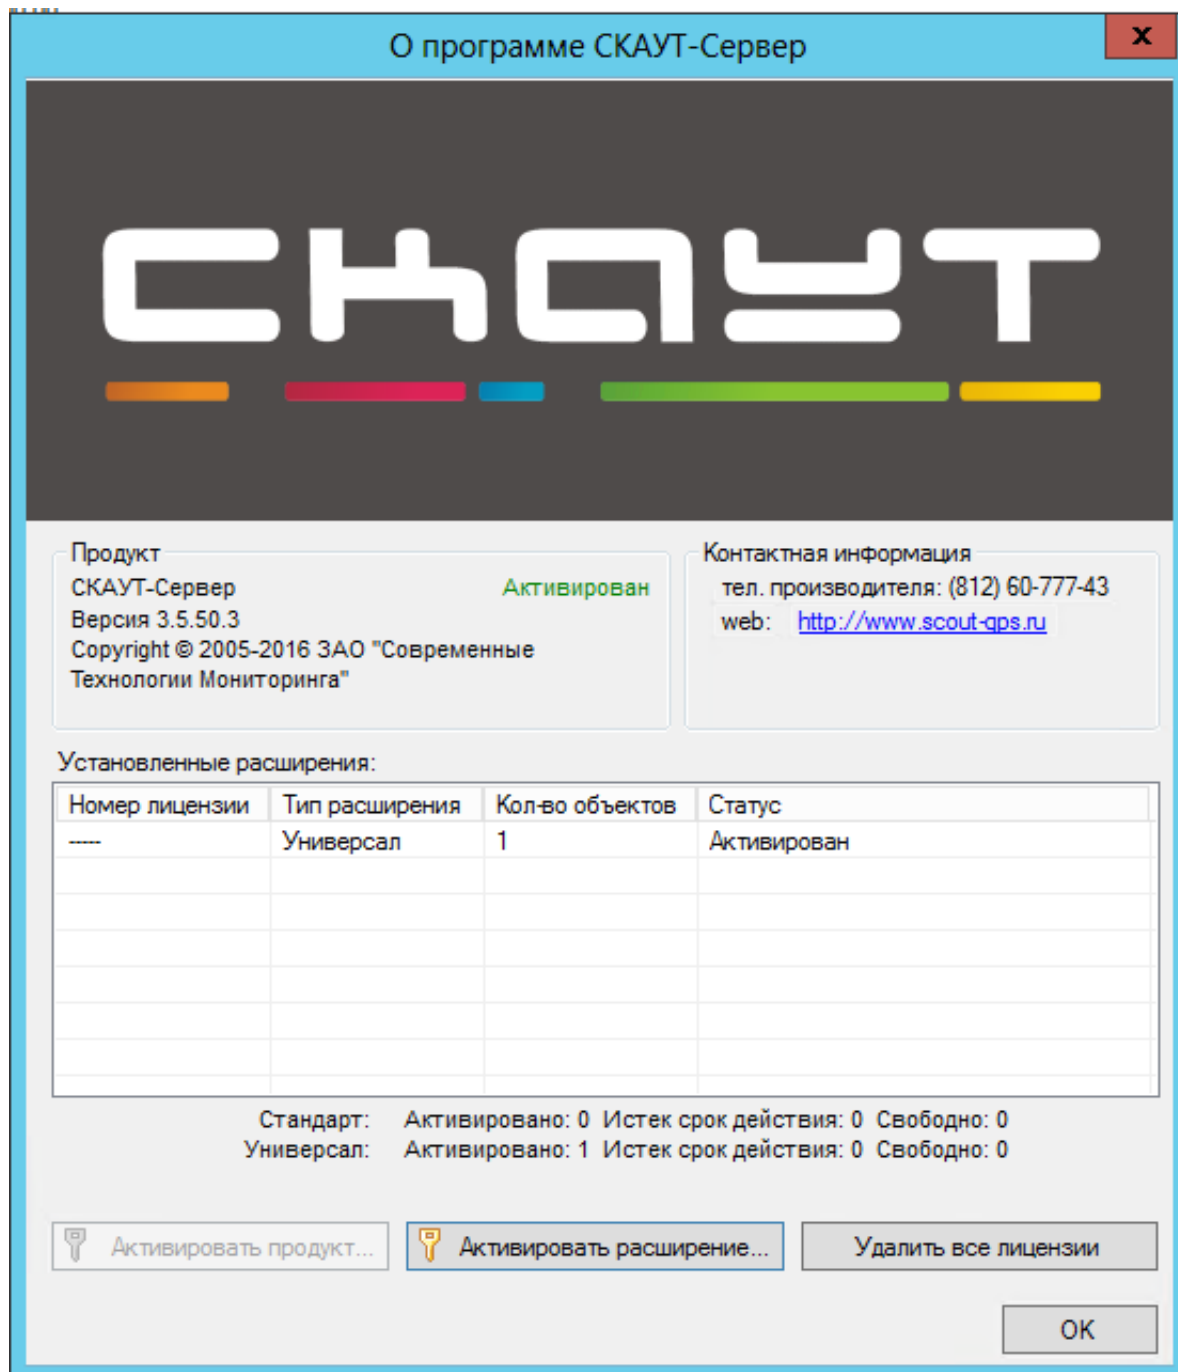 О программе СКАУТ-Сервер
x
СКАУТ
Продукт
СКАУТ-Сервер Активирован
Версия 3.5.50.3
Copyright © 2005-2016 ЗАО "Современные
Технологии Мониторинга"
Контактная информация
тел. производителя: (812) 60-777-43
web: http://www.scout-gps.ru
Установленные расширения:
Номер лицензии Тип расширения Кол-во объектов Статус
----- Универсал 1 Активирован
Стандарт: Активировано: 0 Истек срок действия: 0 Свободно: 0
Универсал: Активировано: 1 Истек срок действия: 0 Свободно: 0
Активировать продукт... Активировать расширение... Удалить все лицензии
OK